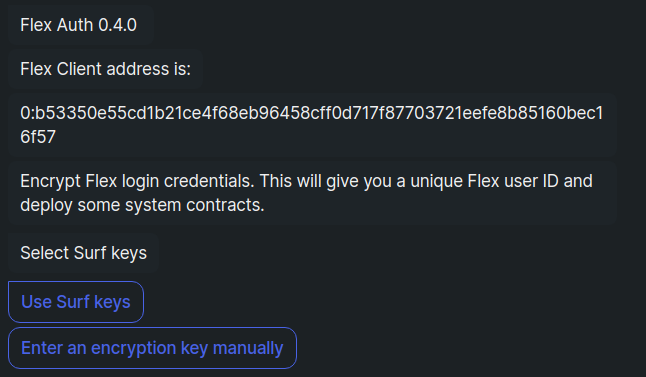 Flex Auth 0.4.0
Flex Client address is:
0:b53350e55cd1b21ce4f68eb96458cff0d717f87703721eefe8b85160bec1
6f57
Encrypt Flex login credentials. This will give you a unique Flex user ID and
deploy some system contracts.
Select Surf keys
Use Surf keys
Enter an encryption key manually